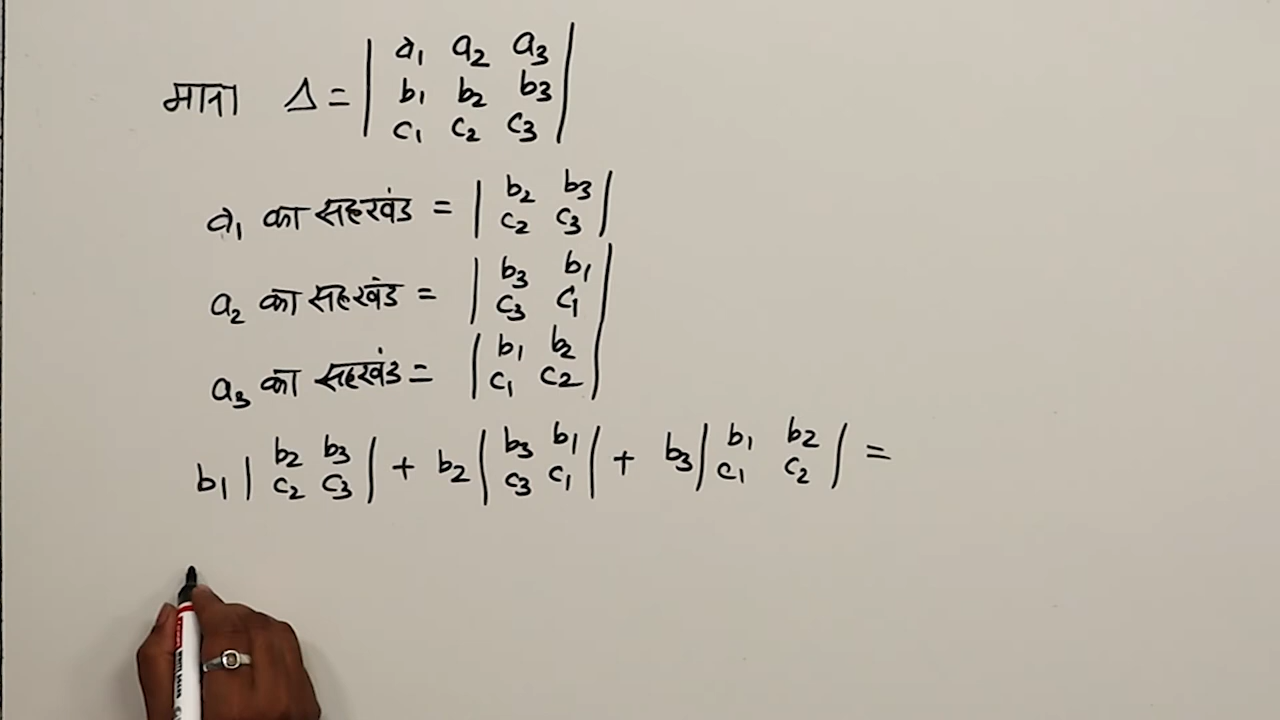 माना Δ = | a₁ a₂ a₃ |
| b₁ b₂ b₃ |
| c₁ c₂ c₃ |
a₁ का सहखंड = | b₂ b₃ |
| c₂ c₃ |
a₂ का सहखंड = | b₃ b₁ |
| c₃ c₁ |
a₃ का सहखंड = | b₁ b₂ |
| c₁ c₂ |
b₁ | b₂ b₃ | + b₂ | b₃ b₁ | + b₃ | b₁ b₂ | =
| c₂ c₃ | | c₃ c₁ | | c₁ c₂ |